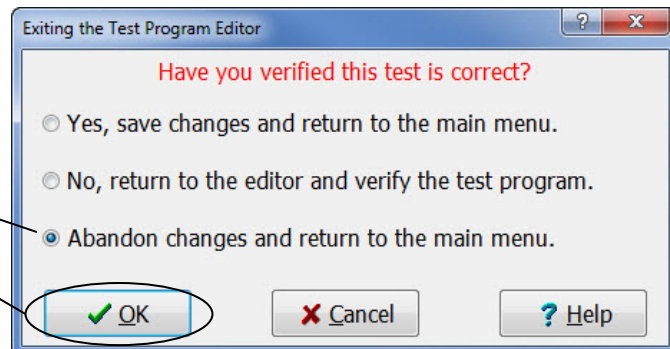 Exiting the Test Program Editor
Have you verified this test is correct?
Yes, save changes and return to the main menu.
No, return to the editor and verify the test program.
Abandon changes and return to the main menu.
OK Cancel ? Help